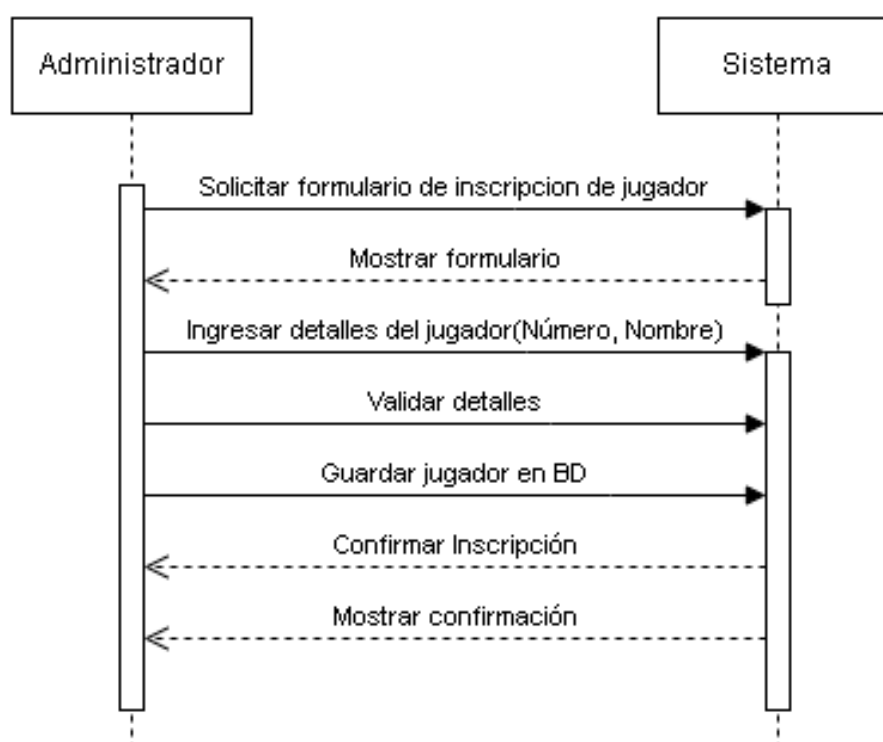 Administrador
Sistema
Solicitar formulario de inscripcion de jugador
Mostrar formulario
Ingresar detalles del jugador(Número, Nombre)
Validar detalles
Guardar jugador en BD
Confirmar Inscripción
Mostrar confirmación